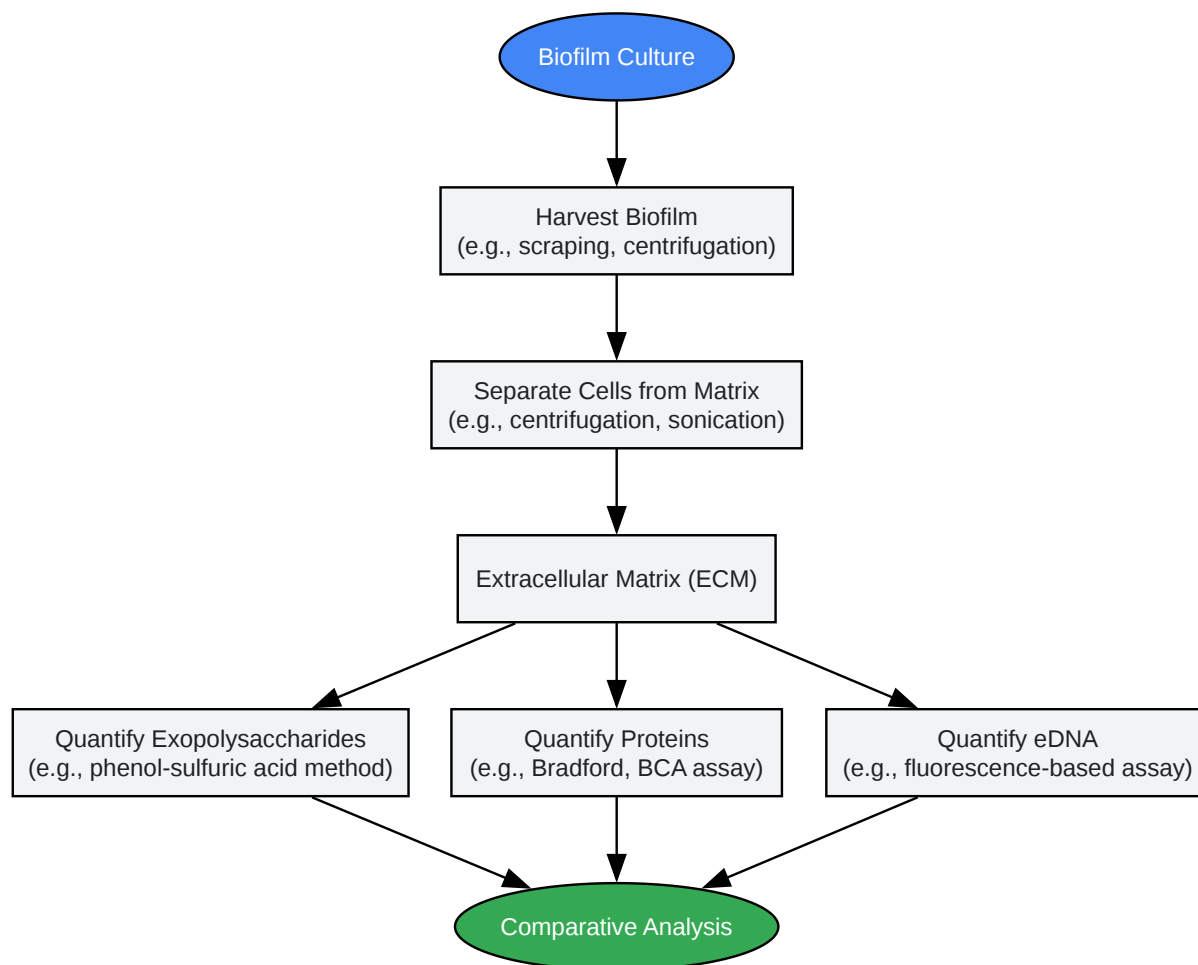 Biofilm Culture
Harvest Biofilm
(e.g., scraping, centrifugation)
Separate Cells from Matrix
(e.g., centrifugation, sonication)
Extracellular Matrix (ECM)
Quantify Exopolysaccharides
(e.g., phenol-sulfuric acid method)
Quantify Proteins
(e.g., Bradford, BCA assay)
Quantify eDNA
(e.g., fluorescence-based assay)
Comparative Analysis